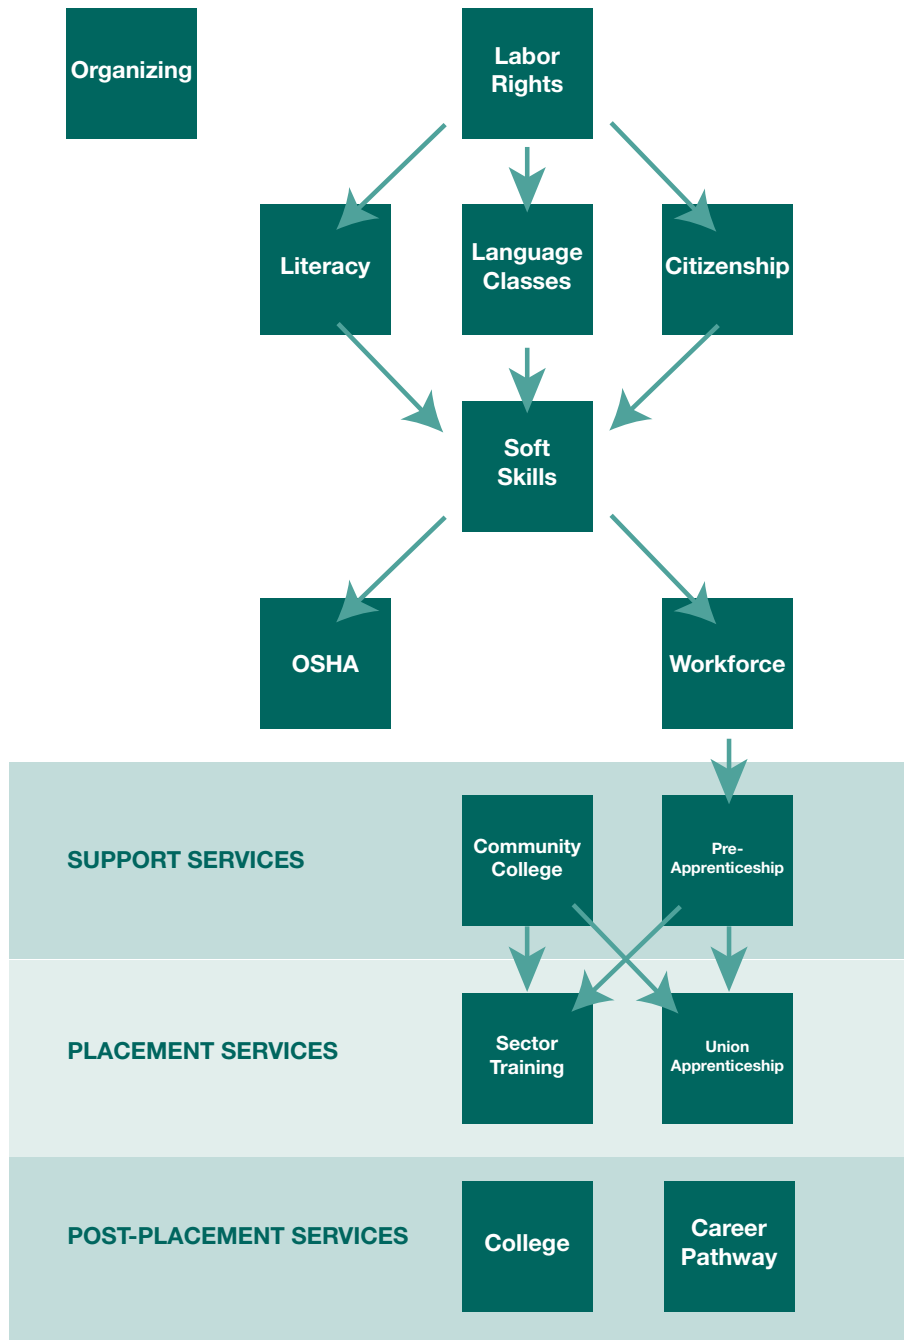 Organizing
Labor
Rights
Literacy
Language
Classes
Citizenship
Soft
Skills
OSHA
Workforce
SUPPORT SERVICES
Community
College
Pre-
Apprenticeship
PLACEMENT SERVICES
Sector
Training
Union
Apprenticeship
POST-PLACEMENT SERVICES
College
Career
Pathway